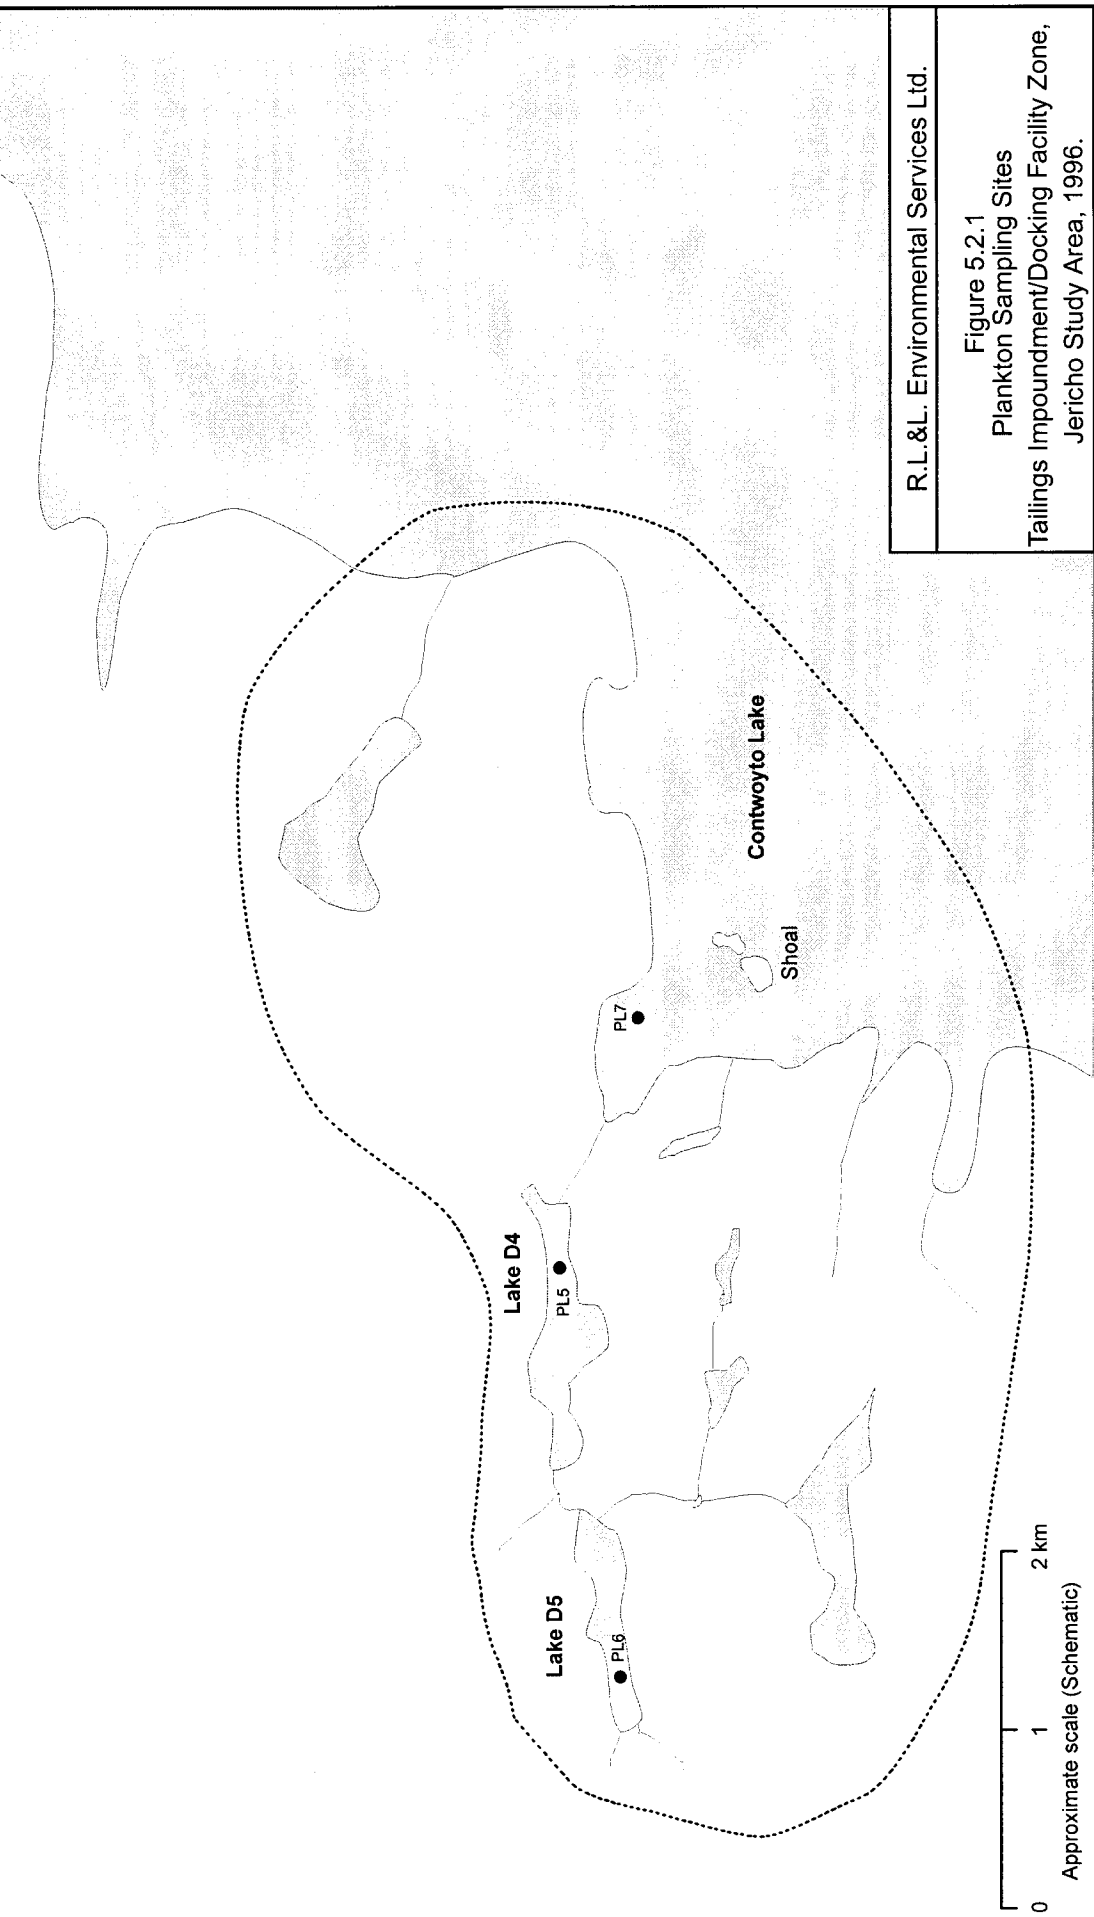 R.L.&L. Environmental Services Ltd.
Figure 5.2.1
Plankton Sampling Sites
Tailings Impoundment/Docking Facility Zone,
Jericho Study Area, 1996.
Lake D5
PL6
Lake D4
PL5
PL7
Shoal
Contwoyto Lake
0 1 2 km
Approximate scale (Schematic)